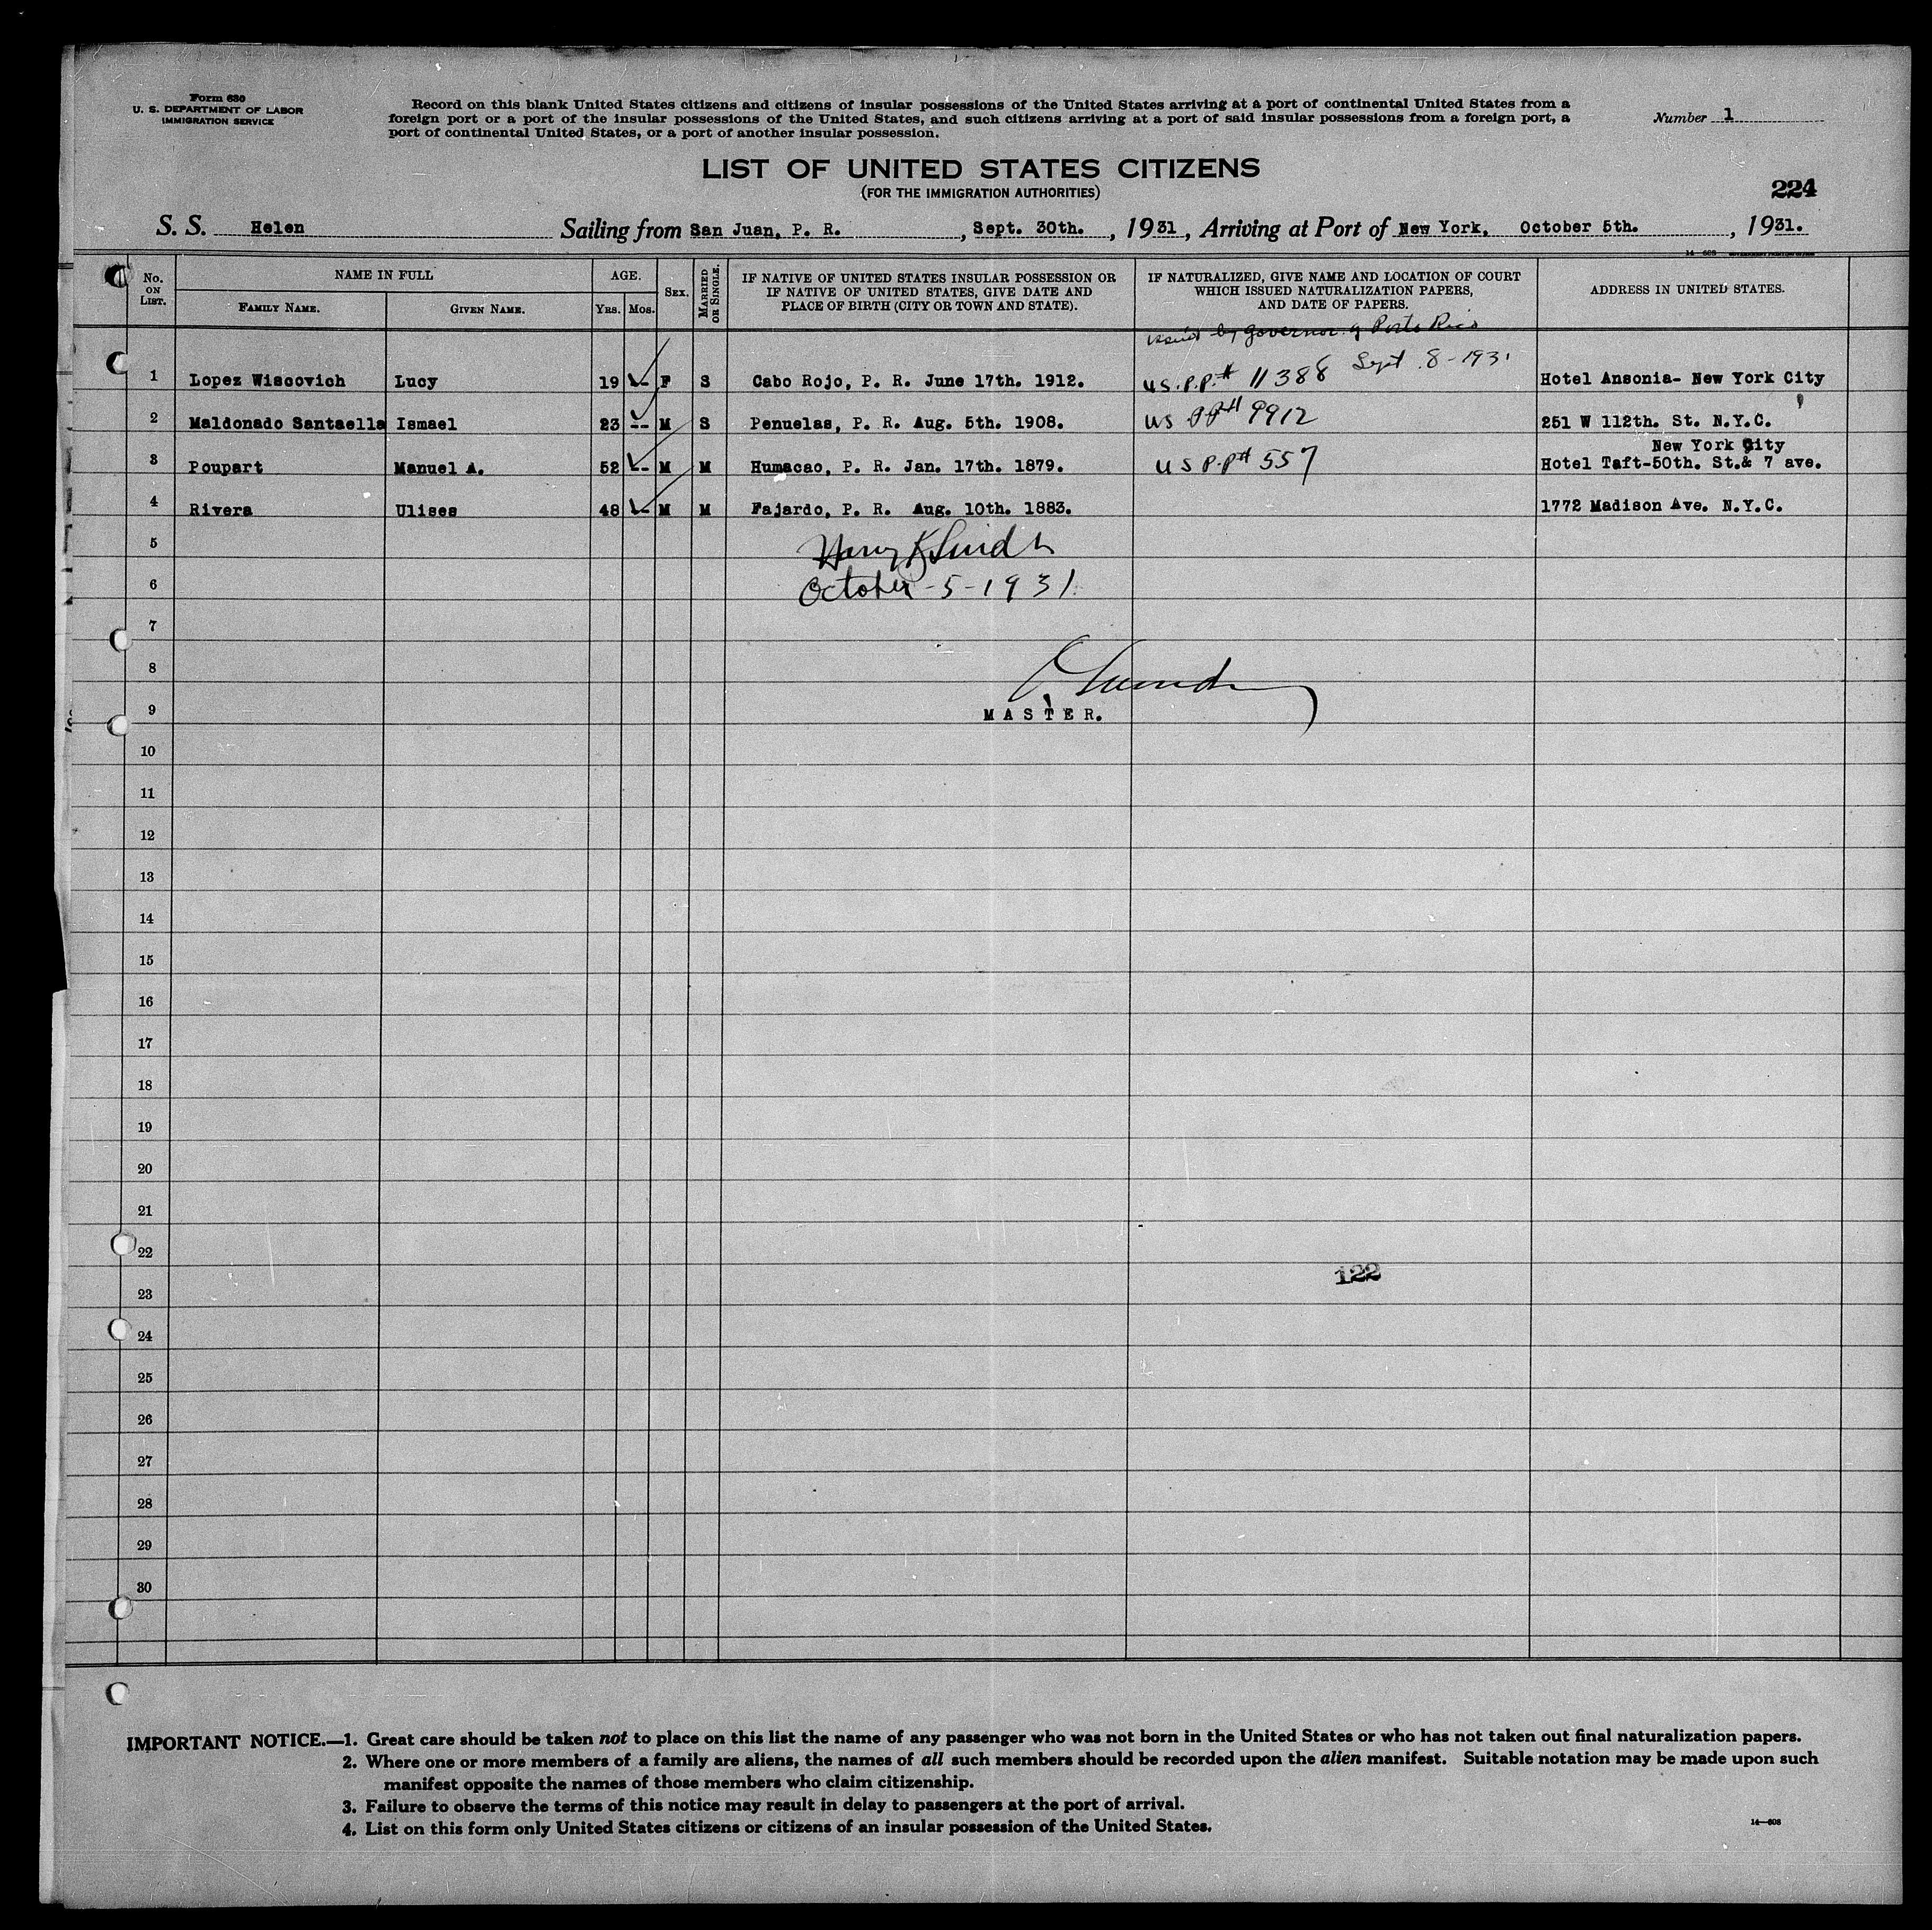 Form 630
U. S. DEPARTMENT OF LABOR
IMMIGRATION SERVICE
Record on this blank United States citizens and citizens of insular possessions of the United States arriving at a port of continental United States from a
foreign port or a port of the insular possessions of the United States, and such citizens arriving at a port of said insular possessions from a foreign port, a
port of continental United States, or a port of another insular possession.
Number 1
LIST OF UNITED STATES CITIZENS
(FOR THE IMMIGRATION AUTHORITIES)
224
S. S. Helen Sailing from San Juan, P. R. , Sept. 30th. , 1931, Arriving at Port of New York, October 5th. , 1931.
No. ON LIST. NAME IN FULL FAMILY NAME. GIVEN NAME. AGE. YRS. MOS. SEX. MARRIED OR SINGLE. IF NATIVE OF UNITED STATES INSULAR POSSESSION OR IF NATIVE OF UNITED STATES, GIVE DATE AND PLACE OF BIRTH (CITY OR TOWN AND STATE). IF NATURALIZED, GIVE NAME AND LOCATION OF COURT WHICH ISSUED NATURALIZATION PAPERS, AND DATE OF PAPERS. ADDRESS IN UNITED STATES.
issued by governor of Porto Rico
1 Lopez Wiscovich Lucy 19 -- F S Cabo Rojo, P. R. June 17th. 1912. U.S.P.P.# 11388 Sept. 8-1931 Hotel Ansonia- New York City
2 Maldonado Santaella Ismael 23 -- M S Penuelas, P. R. Aug. 5th. 1908. US PP# 9912 251 W 112th. St. N.Y.C.
New York City
3 Poupart Manuel A. 52 -- M M Humacao, P. R. Jan. 17th. 1879. U S P.P# 557 Hotel Taft-50th. St.& 7 ave.
4 Rivera Ulises 48 -- M M Fajardo, P. R. Aug. 10th. 1883. 1772 Madison Ave. N.Y.C.
5 Harry K
6 October-5-1931.
7
8
9 MASTER.
10
11
12
13
14
15
16
17
18
19
20
21
22
122
23
24
25
26
27
28
29
30
IMPORTANT NOTICE.—1. Great care should be taken not to place on this list the name of any passenger who was not born in the United States or who has not taken out final naturalization papers.
2. Where one or more members of a family are aliens, the names of all such members should be recorded upon the alien manifest. Suitable notation may be made upon such
manifest opposite the names of those members who claim citizenship.
3. Failure to observe the terms of this notice may result in delay to passengers at the port of arrival.
4. List on this form only United States citizens or citizens of an insular possession of the United States.
14—608